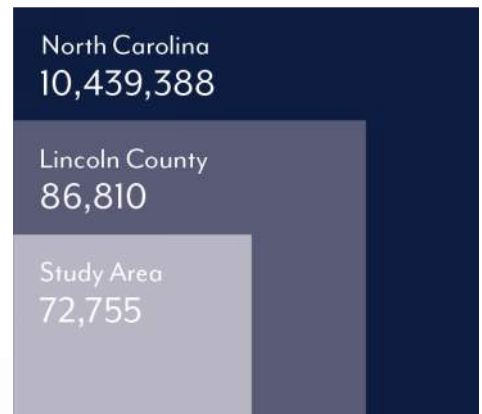 North Carolina
10,439,388
Lincoln County
86,810
Study Area
72,755